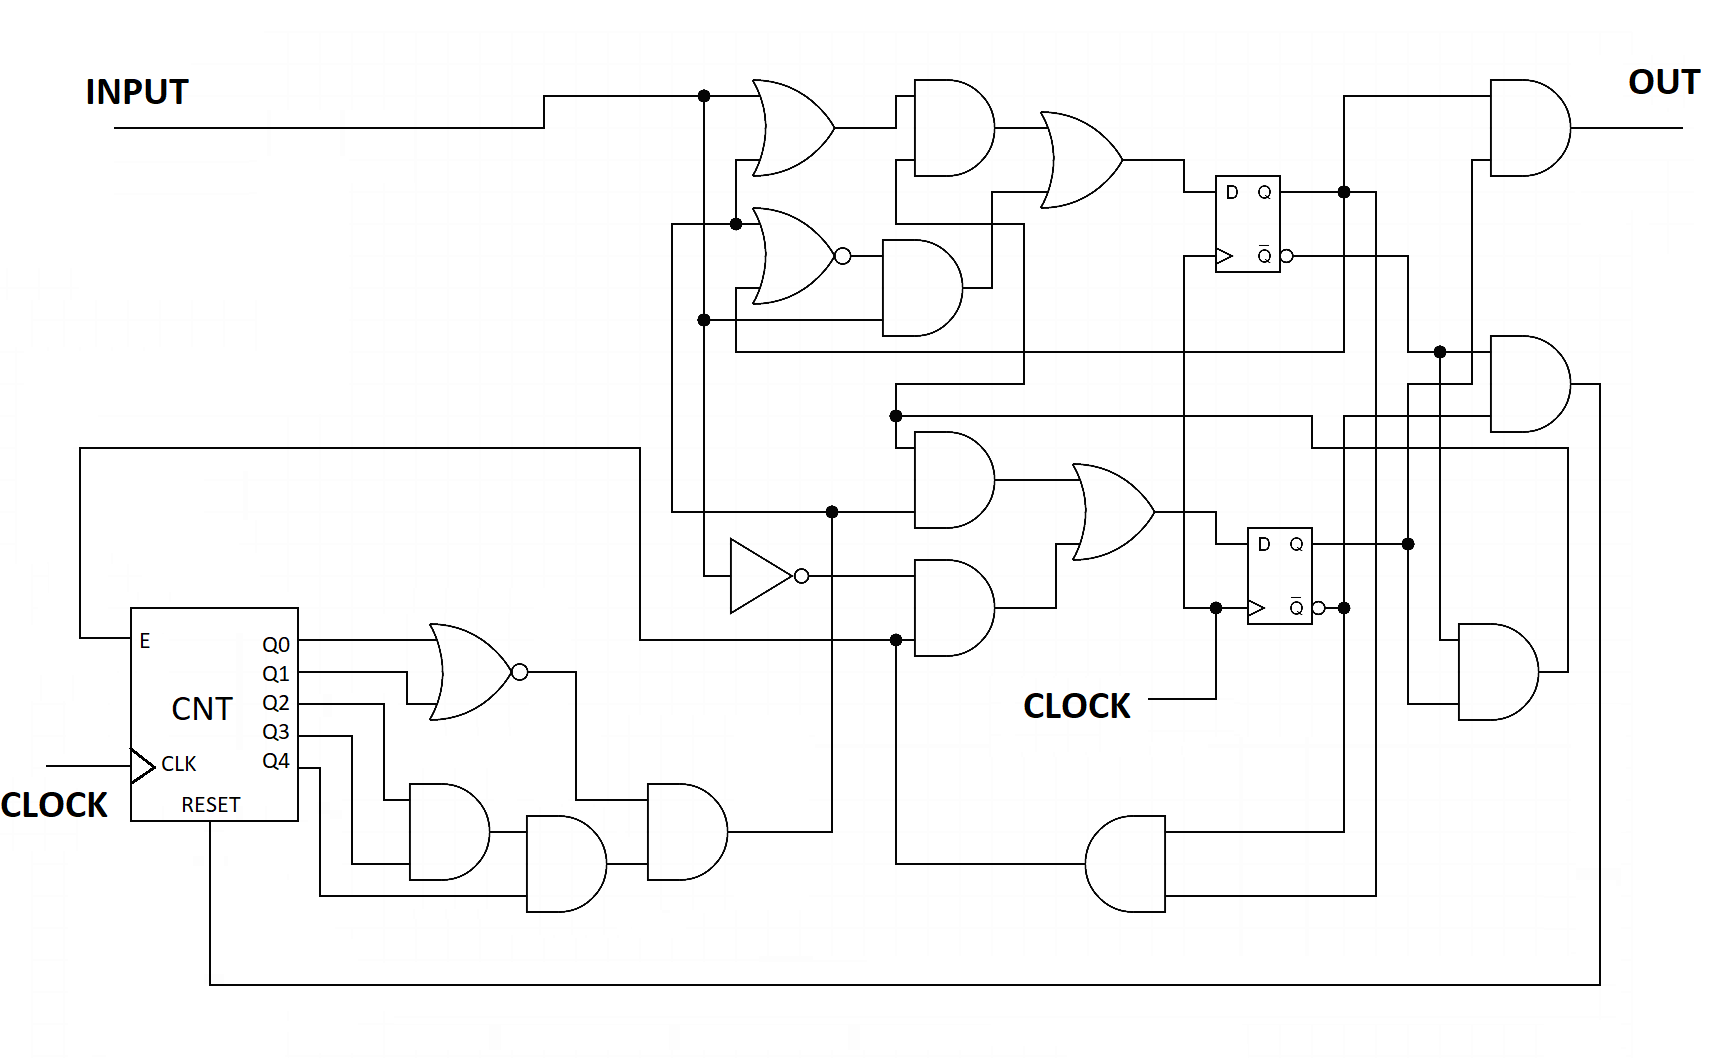 INPUT
OUT
D Q
Q̅
D Q
Q̅
CLOCK
E
Q0
Q1
CNT
Q2
Q3
CLK
Q4
RESET
CLOCK